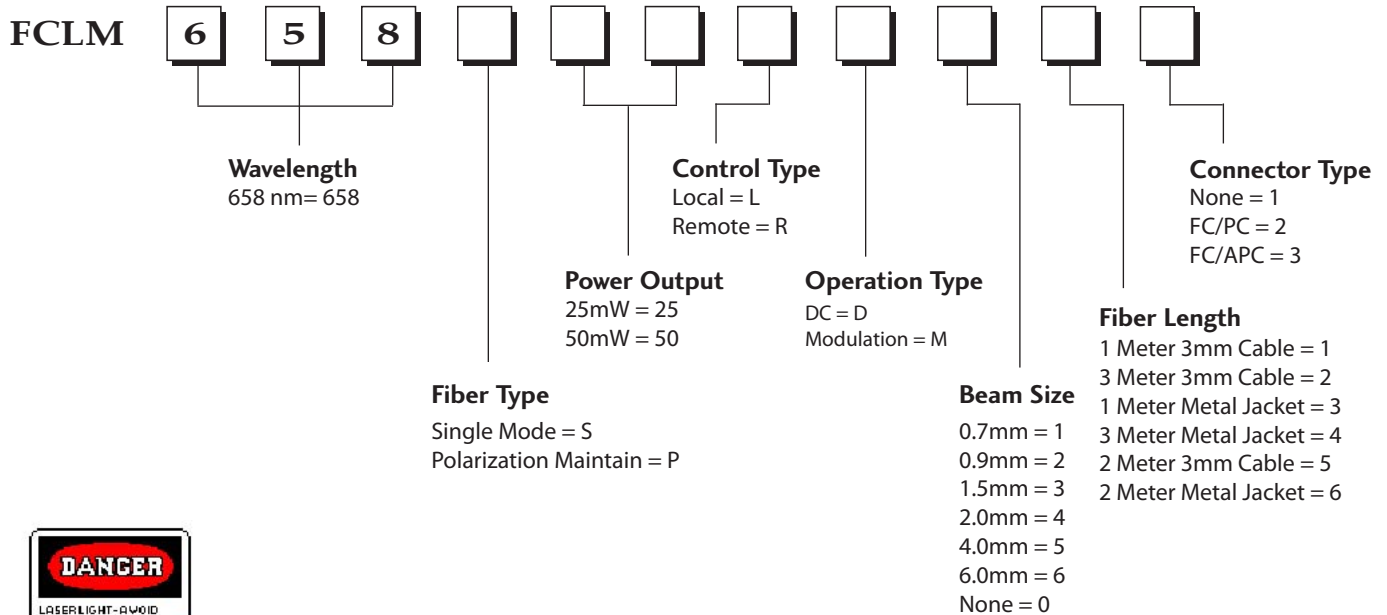 FCLM 6 5 8
Wavelength
658 nm= 658
Control Type
Local = L
Remote = R
Connector Type
None = 1
FC/PC = 2
FC/APC = 3
Power Output
25mW = 25
50mW = 50
Operation Type
DC = D
Modulation = M
Fiber Length
1 Meter 3mm Cable = 1
3 Meter 3mm Cable = 2
1 Meter Metal Jacket = 3
3 Meter Metal Jacket = 4
2 Meter 3mm Cable = 5
2 Meter Metal Jacket = 6
Fiber Type
Single Mode = S
Polarization Maintain = P
Beam Size
0.7mm = 1
0.9mm = 2
1.5mm = 3
2.0mm = 4
4.0mm = 5
6.0mm = 6
None = 0
DANGER
LASERLIGHT-AVOID